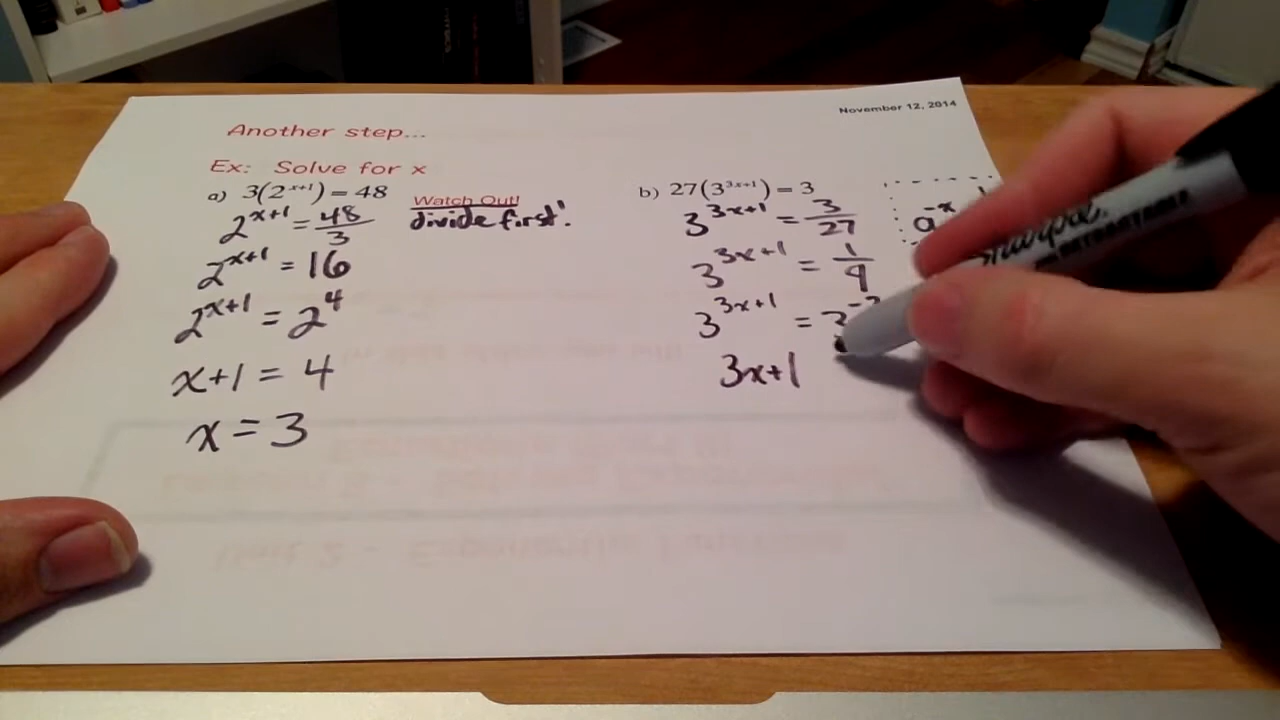 November 12, 2014
Another step...
Ex: Solve for x
a) 3(2^{x+1}) = 48
2^{x+1} = 48/3
2^{x+1} = 16
2^{x+1} = 2^4
x+1 = 4
x = 3
Watch Out!
divide first!
b) 27(3^{3x+1}) = 3
3^{3x+1} = 3/27
3^{3x+1} = 1/9
3^{3x+1} = 3^{-2}
3x+1
a^{-x}
Sharpie.